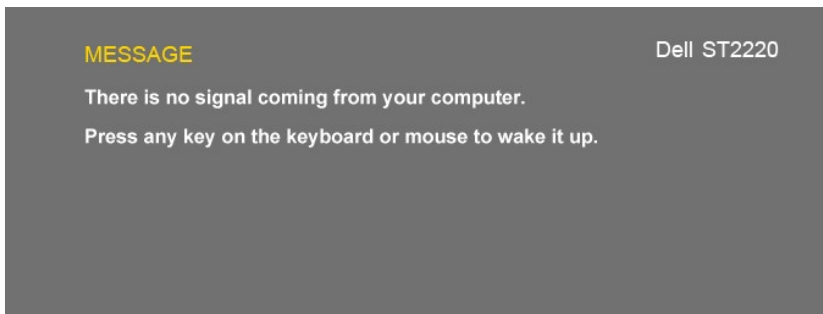 MESSAGE
Dell ST2220
There is no signal coming from your computer.
Press any key on the keyboard or mouse to wake it up.